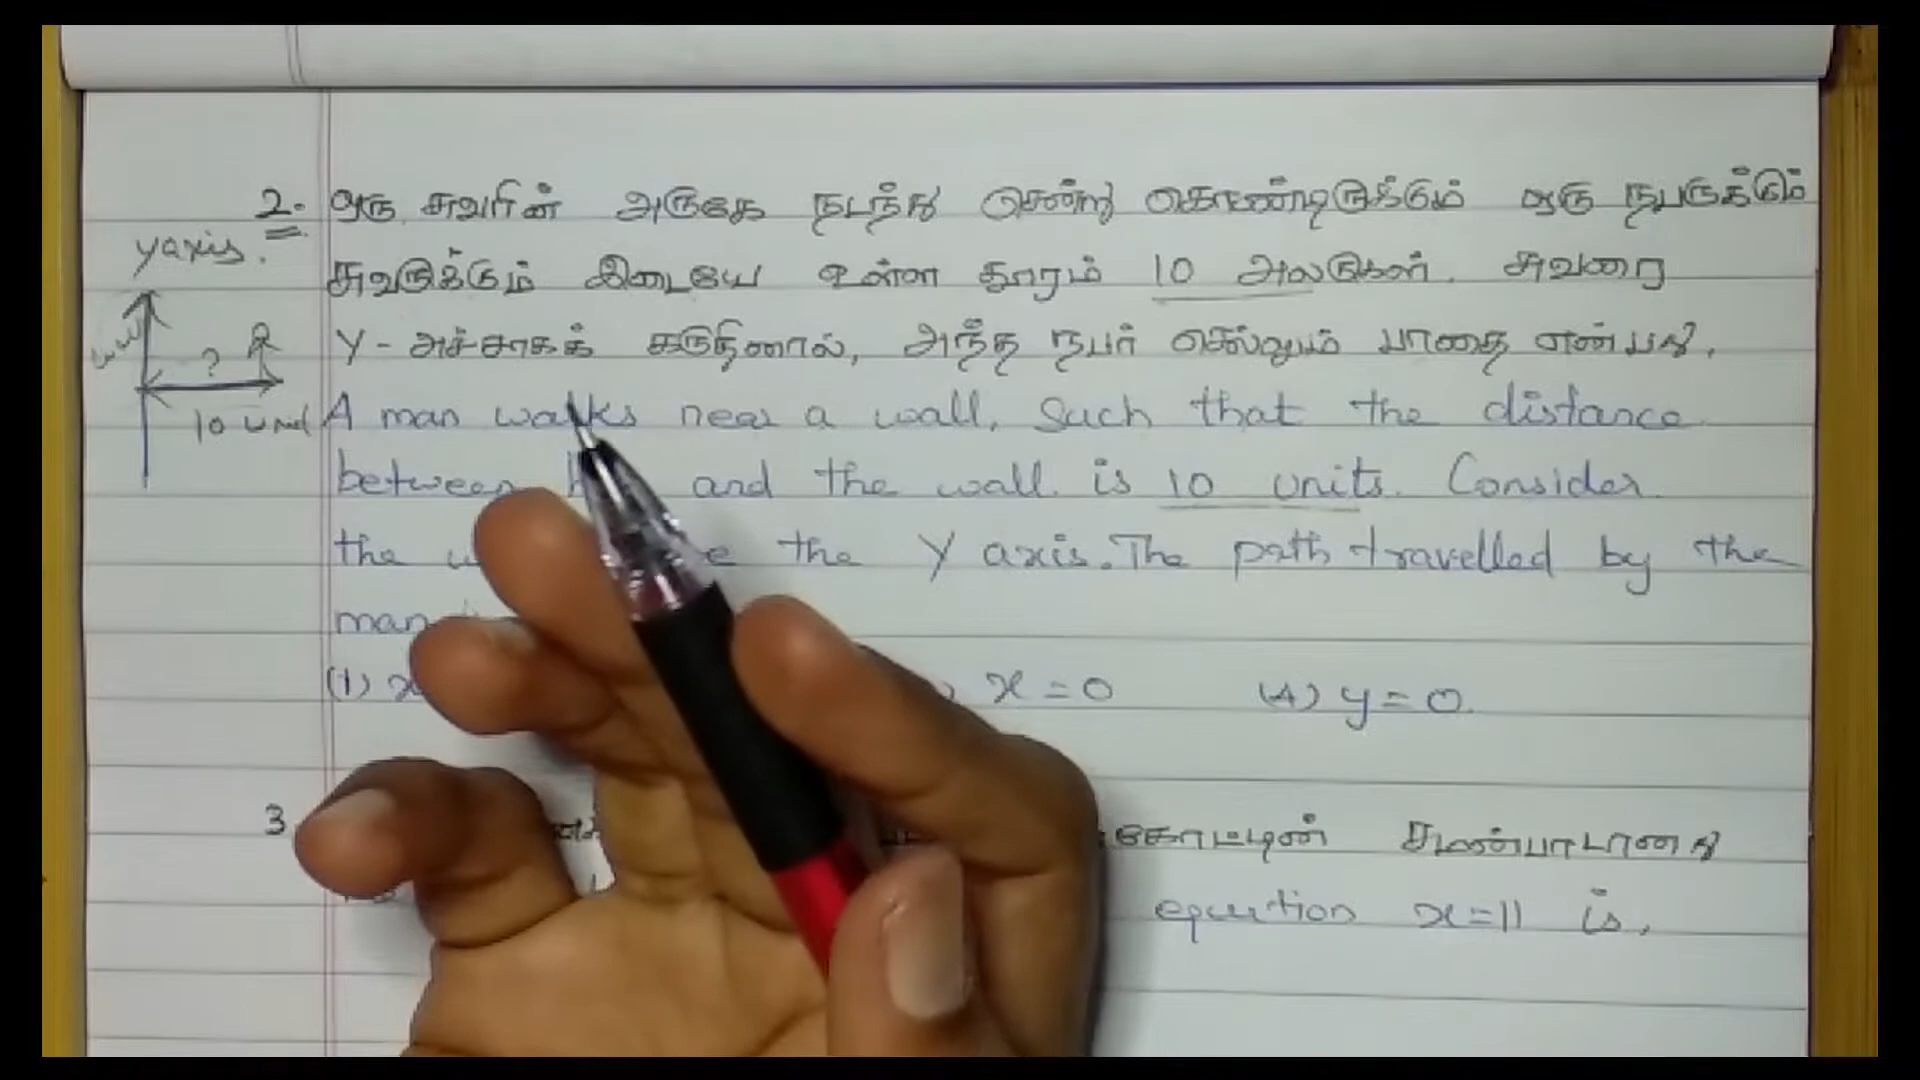 2. ஒரு சுவரின் அருகே நடந்து சென்று கொண்டிருக்கும் ஒரு நபருக்கும்
yaxis.
சுவருக்கும் இடையே உள்ள தூரம் 10 அலகுகள். சுவரை
Y - அச்சாகக் கருதினால், அந்த நபர் செல்லும் பாதை என்பது,
?
10 unit
A man walks near a wall, Such that the distance
between and the wall is 10 units. Consider
the the Y axis. The path travelled by the
man
(1) x x = 0 (4) y = 0.
3 கோட்டின் சமன்பாடானது
equation x = 11 is,